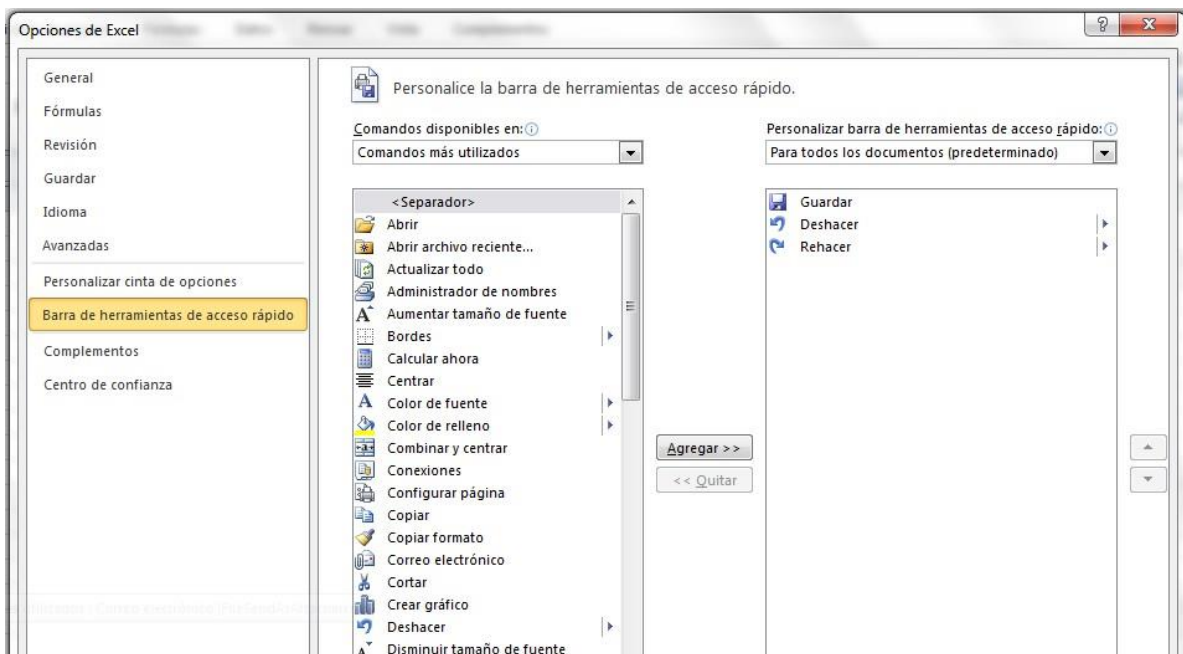 Opciones de Excel
General
Fórmulas
Revisión
Guardar
Idioma
Avanzadas
Personalizar cinta de opciones
Barra de herramientas de acceso rápido
Complementos
Centro de confianza
Personalice la barra de herramientas de acceso rápido.
Comandos disponibles en:
Comandos más utilizados
<Separador>
Abrir
Abrir archivo reciente...
Actualizar todo
Administrador de nombres
Aumentar tamaño de fuente
Bordes
Calcular ahora
Centrar
Color de fuente
Color de relleno
Combinar y centrar
Conexiones
Configurar página
Copiar
Copiar formato
Correo electrónico
Cortar
Crear gráfico
Deshacer
Disminuir tamaño de fuente
Agregar >>
<< Quitar
Personalizar barra de herramientas de acceso rápido:
Para todos los documentos (predeterminado)
Guardar
Deshacer
Rehacer